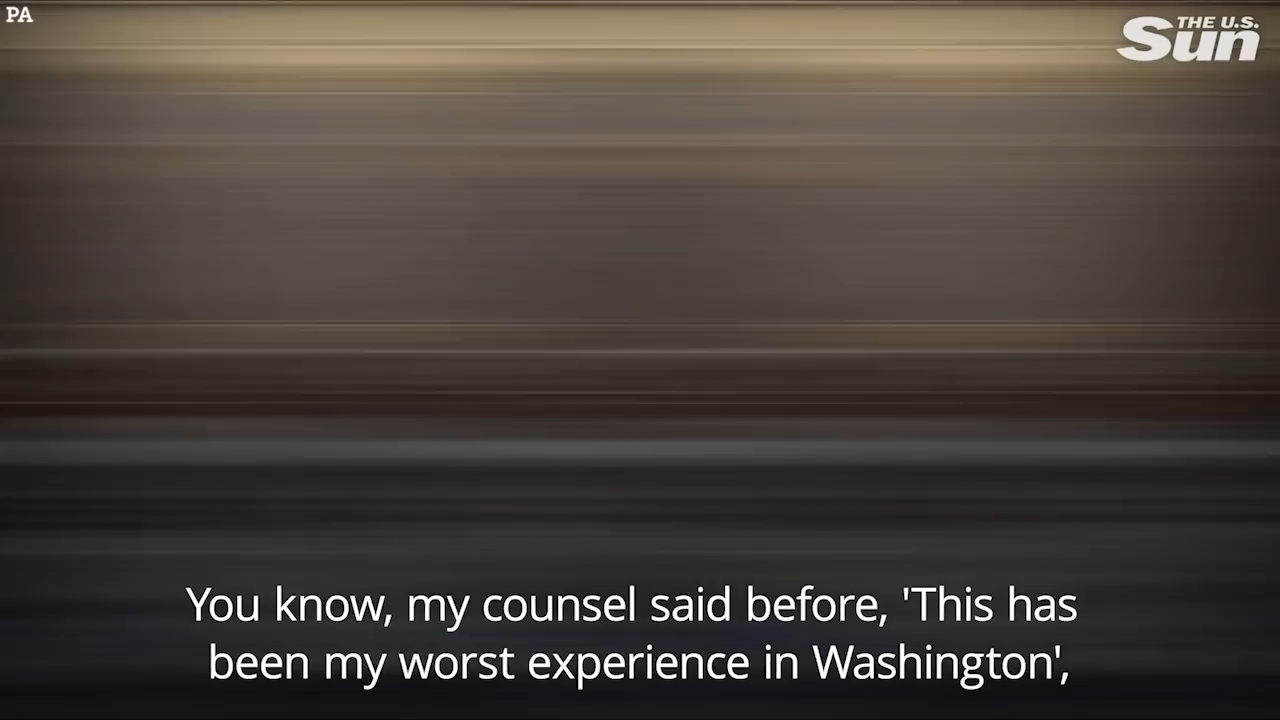 PA
THE U.S.
Sun
You know, my counsel said before, 'This has
been my worst experience in Washington',